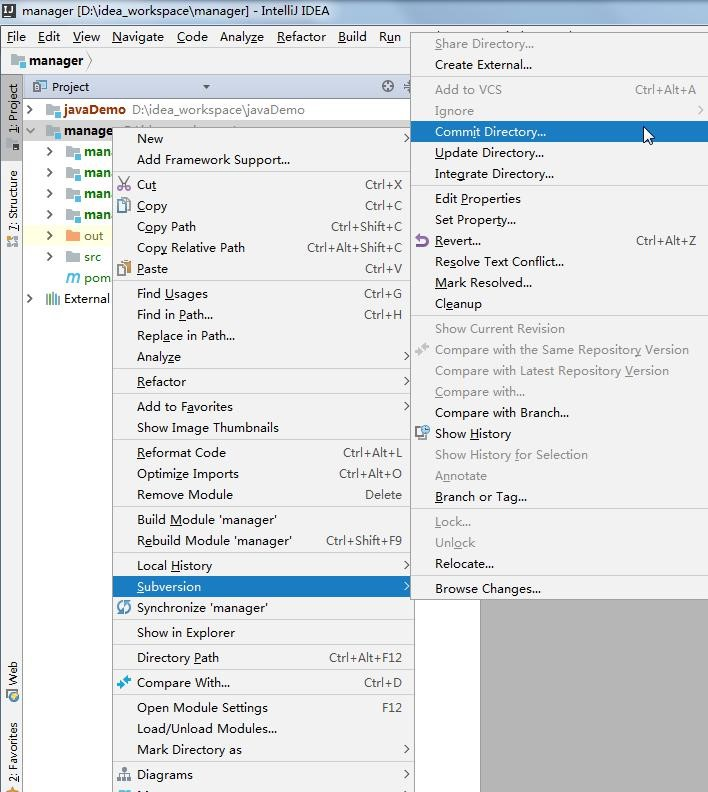 manager [D:\idea_workspace\manager] - IntelliJ IDEA
File Edit View Navigate Code Analyze Refactor Build Run
manager
Project
1: Project
7: Structure
Web
2: Favorites
javaDemo D:\idea_workspace\javaDemo
manage
man
man
man
man
out
src
pom
External
New
Add Framework Support...
Cut Ctrl+X
Copy Ctrl+C
Copy Path Ctrl+Shift+C
Copy Relative Path Ctrl+Alt+Shift+C
Paste Ctrl+V
Find Usages Ctrl+G
Find in Path... Ctrl+H
Replace in Path...
Analyze
Refactor
Add to Favorites
Show Image Thumbnails
Reformat Code Ctrl+Alt+L
Optimize Imports Ctrl+Alt+O
Remove Module Delete
Build Module 'manager'
Rebuild Module 'manager' Ctrl+Shift+F9
Local History
Subversion
Synchronize 'manager'
Show in Explorer
Directory Path Ctrl+Alt+F12
Compare With... Ctrl+D
Open Module Settings F12
Load/Unload Modules...
Mark Directory as
Diagrams
Share Directory...
Create External...
Add to VCS Ctrl+Alt+A
Ignore
Commit Directory...
Update Directory...
Integrate Directory...
Edit Properties
Set Property...
Revert... Ctrl+Alt+Z
Resolve Text Conflict...
Mark Resolved...
Cleanup
Show Current Revision
Compare with the Same Repository Version
Compare with Latest Repository Version
Compare with...
Compare with Branch...
Show History
Show History for Selection
Annotate
Branch or Tag...
Lock...
Unlock
Relocate...
Browse Changes...